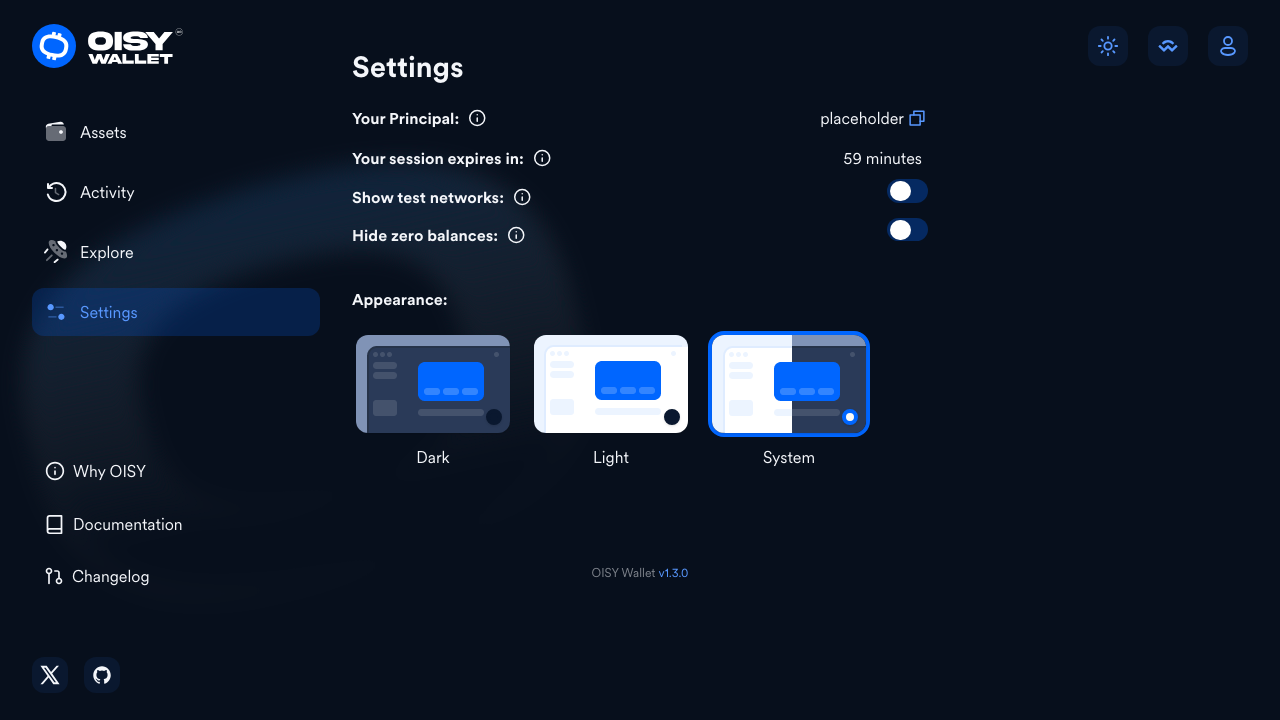 OISY
WALLET
Settings
Your Principal:
placeholder
Assets
Your session expires in:
59 minutes
Activity
Show test networks:
Hide zero balances:
Explore
Appearance:
Settings
Dark
Light
System
Why OISY
Documentation
OISY Wallet v1.3.0
Changelog